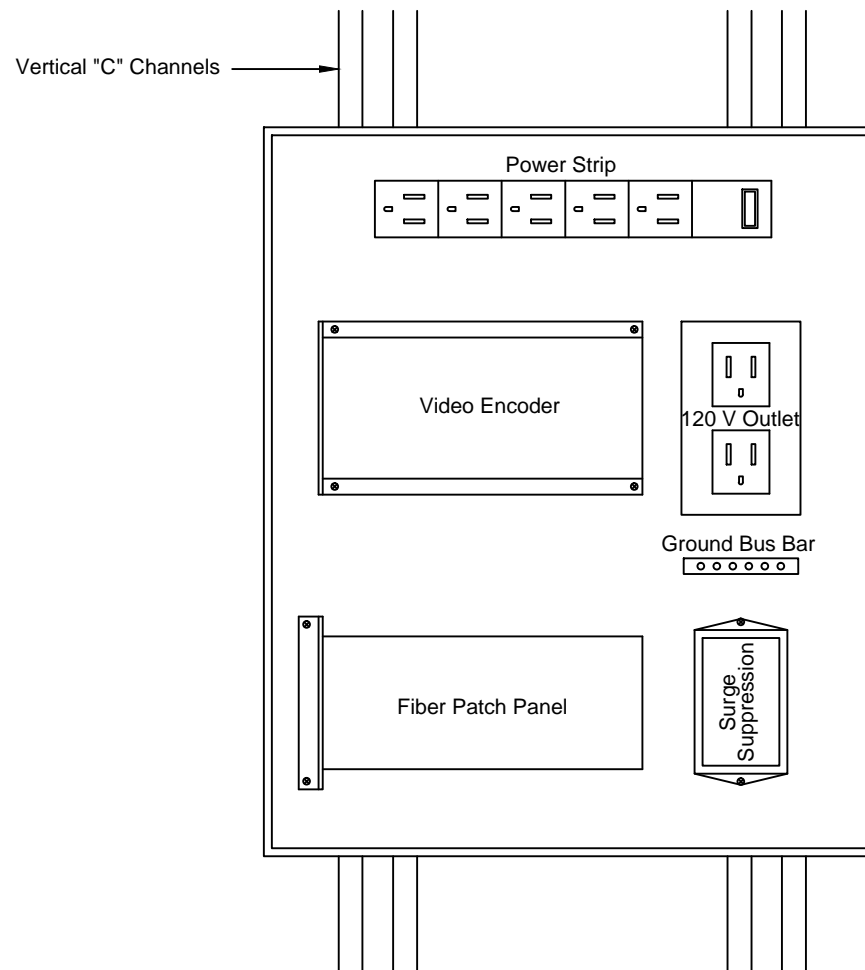 Vertical "C" Channels
Power Strip
Video Encoder
120 V Outlet
Ground Bus Bar
Fiber Patch Panel
Surge
Suppression